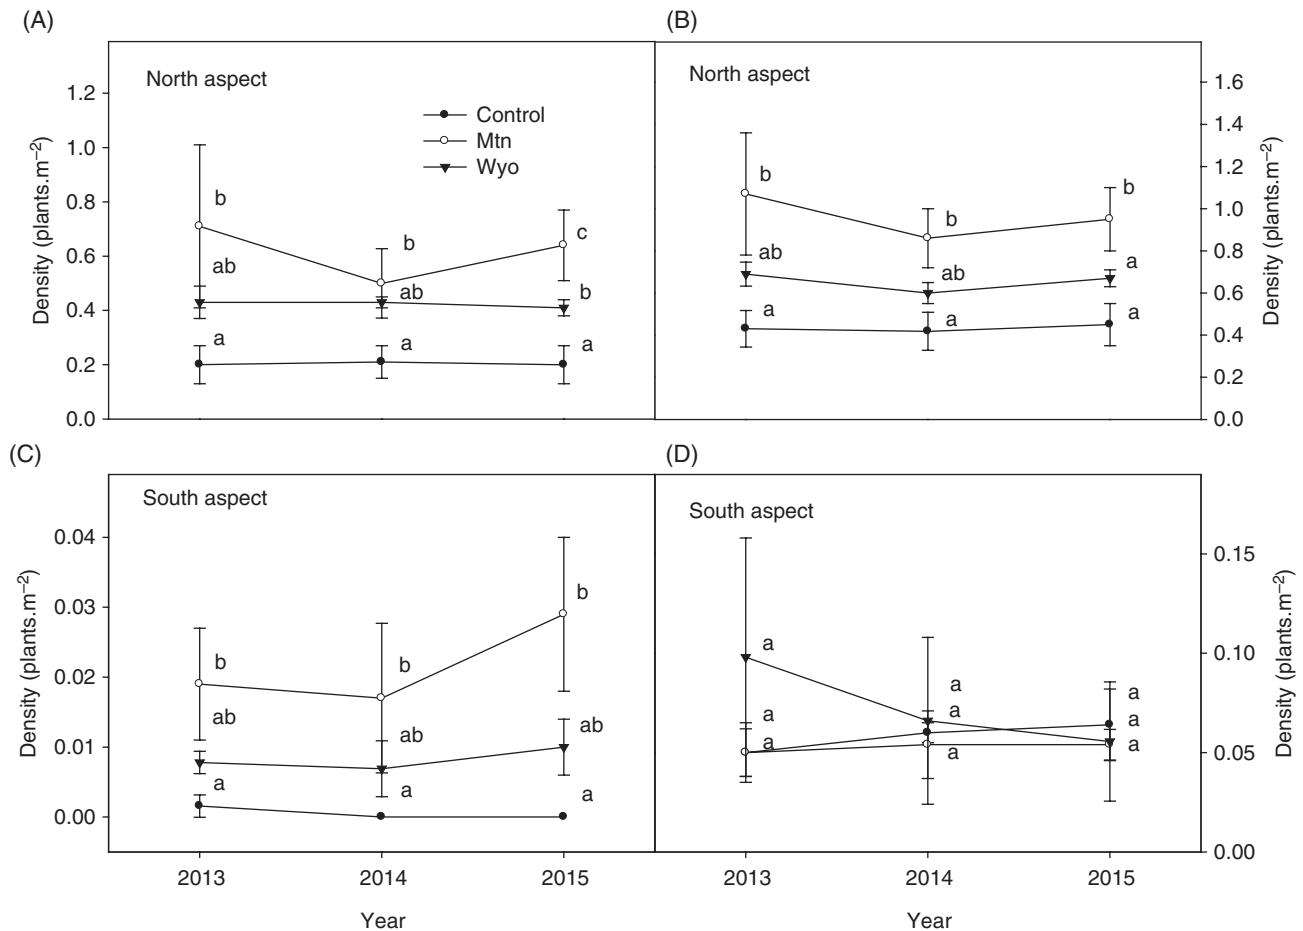 (A)
North aspect
Control
Mtn
Wyo
Density (plants.m−2)
1.2
1.0
0.8
0.6
0.4
0.2
0.0
b
ab
a
b
ab
a
c
b
a
(B)
North aspect
Density (plants.m−2)
1.6
1.4
1.2
1.0
0.8
0.6
0.4
0.2
0.0
b
ab
a
b
ab
a
b
a
a
(C)
South aspect
Density (plants.m−2)
0.04
0.03
0.02
0.01
0.00
b
ab
a
b
ab
a
b
ab
a
2013
2014
2015
Year
(D)
South aspect
Density (plants.m−2)
0.15
0.10
0.05
0.00
a
a
a
a
a
a
a
a
a
2013
2014
2015
Year